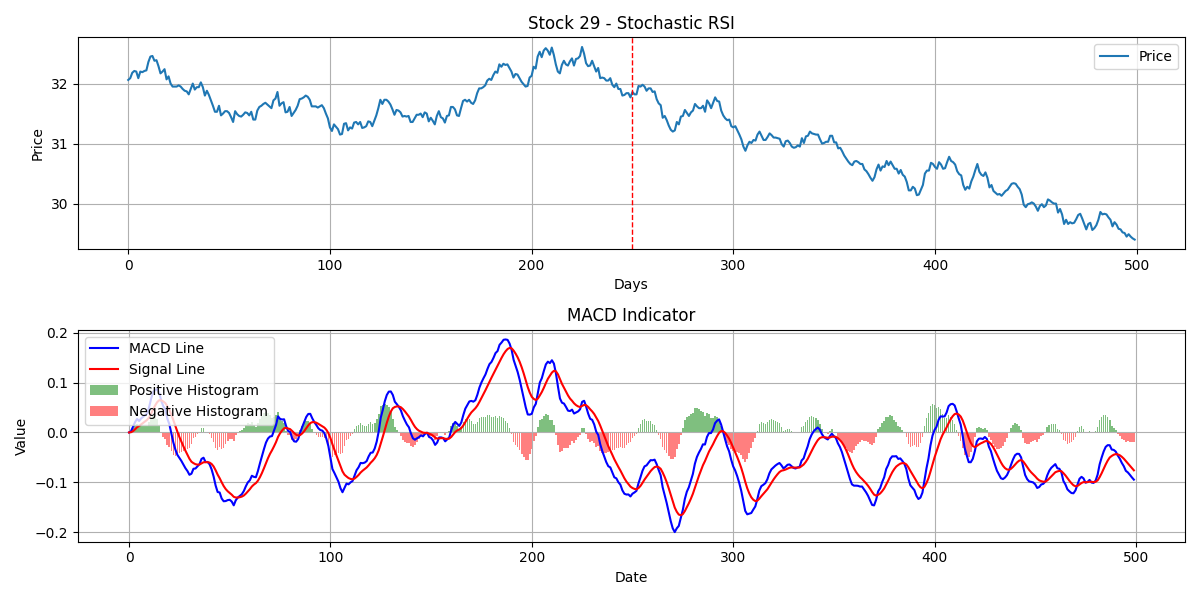 Stock 29 - Stochastic RSI
Price
32
31
30
Price
0 100 200 300 400 500
Days
MACD Indicator
MACD Line
Signal Line
Positive Histogram
Negative Histogram
0.2
0.1
0.0
−0.1
−0.2
Value
0 100 200 300 400 500
Date